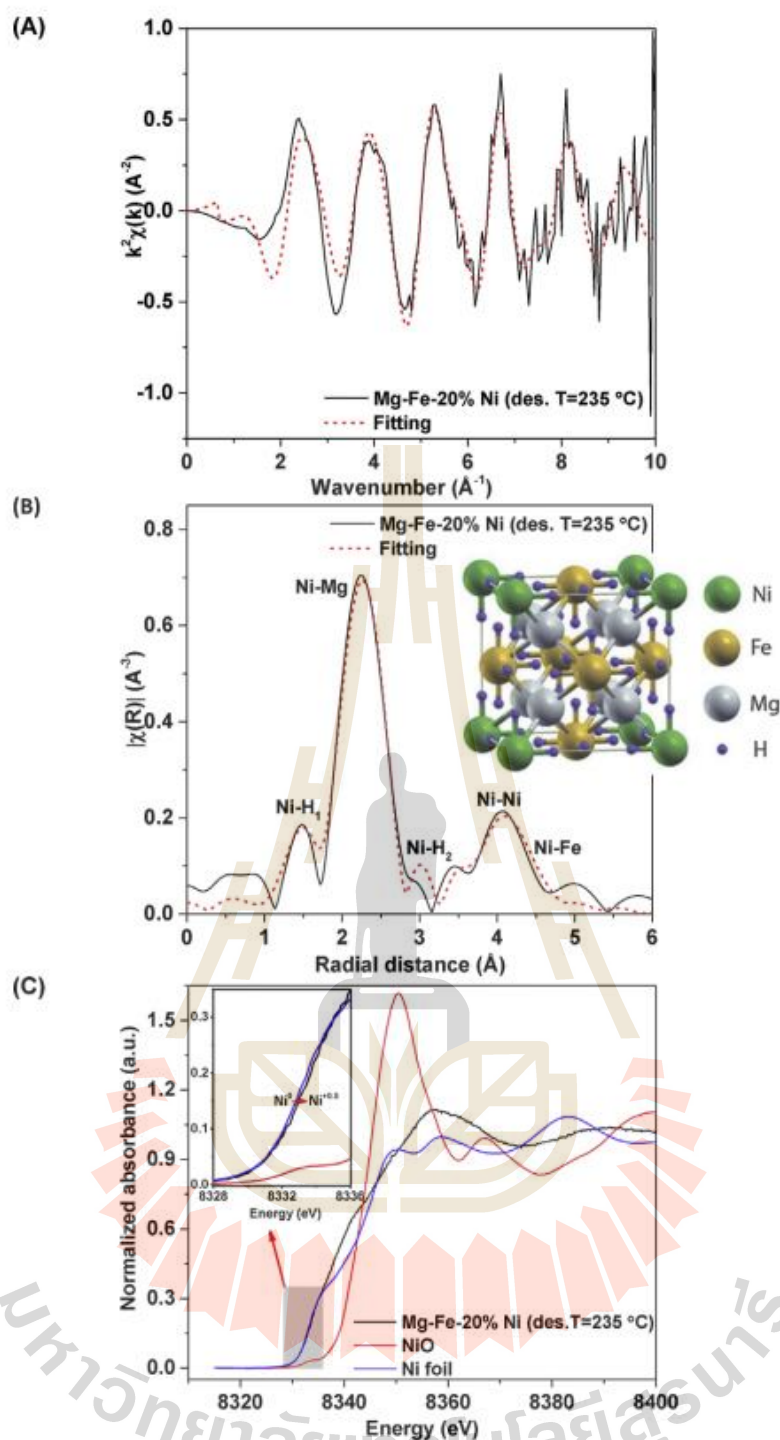 (A)
1.0
0.5
0.0
-0.5
-1.0
k²χ(k) (A⁻²)
Mg-Fe-20% Ni (des. T=235 °C)
Fitting
0 2 4 6 8 10
Wavenumber (Å⁻¹)
(B)
0.8
0.6
0.4
0.2
0.0
|χ(R)| (A⁻³)
Mg-Fe-20% Ni (des. T=235 °C)
Fitting
Ni-Mg
Ni-H₁
Ni-H₂
Ni-Ni
Ni-Fe
Ni
Fe
Mg
H
0 1 2 3 4 5 6
Radial distance (Å)
(C)
1.5
1.2
0.9
0.6
0.3
0.0
Normalized absorbance (a.u.)
0.3
0.2
0.1
0.0
Ni⁰ Ni⁺⁰·⁵
8328 8332 8336
Energy (eV)
Mg-Fe-20% Ni (des.T=235 °C)
NiO
Ni foil
8320 8340 8360 8380 8400
Energy (eV)